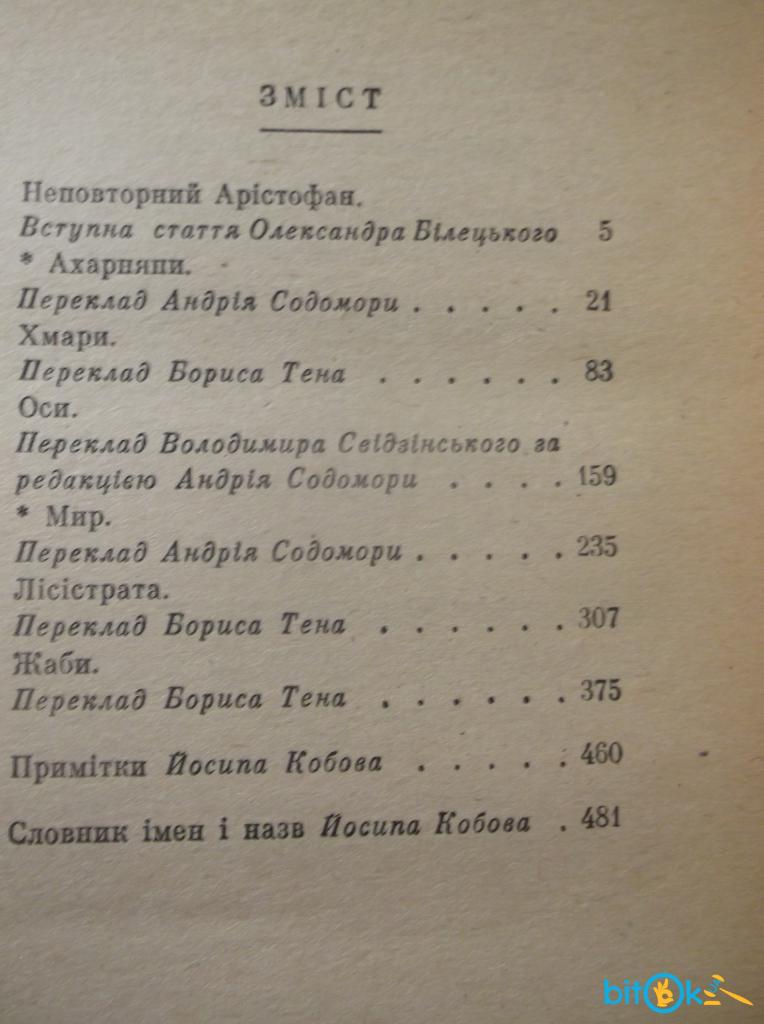 ЗМІСТ
Неповторний Арістофан.
Вступна стаття Олександра Білецького 5
* Ахарняни.
Переклад Андрія Содомори . . . . . 21
Хмари.
Переклад Бориса Тена . . . . . . 83
Оси.
Переклад Володимира Свідзінського за
редакцією Андрія Содомори . . . . 159
* Мир.
Переклад Андрія Содомори . . . . . 235
Лісістрата.
Переклад Бориса Тена . . . . . . 307
Жаби.
Переклад Бориса Тена . . . . . . 375
Примітки Йосипа Кобова . . . . . 460
Словник імен і назв Йосипа Кобова . 481
bitOk